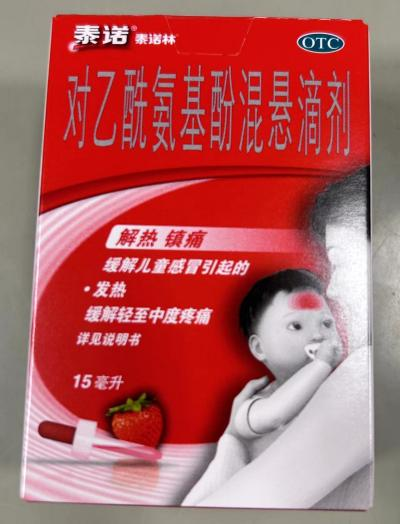 泰诺 泰诺林
OTC
对乙酰氨基酚混悬滴剂
解热 镇痛
缓解儿童感冒引起的
·发热
缓解轻至中度疼痛
详见说明书
15毫升